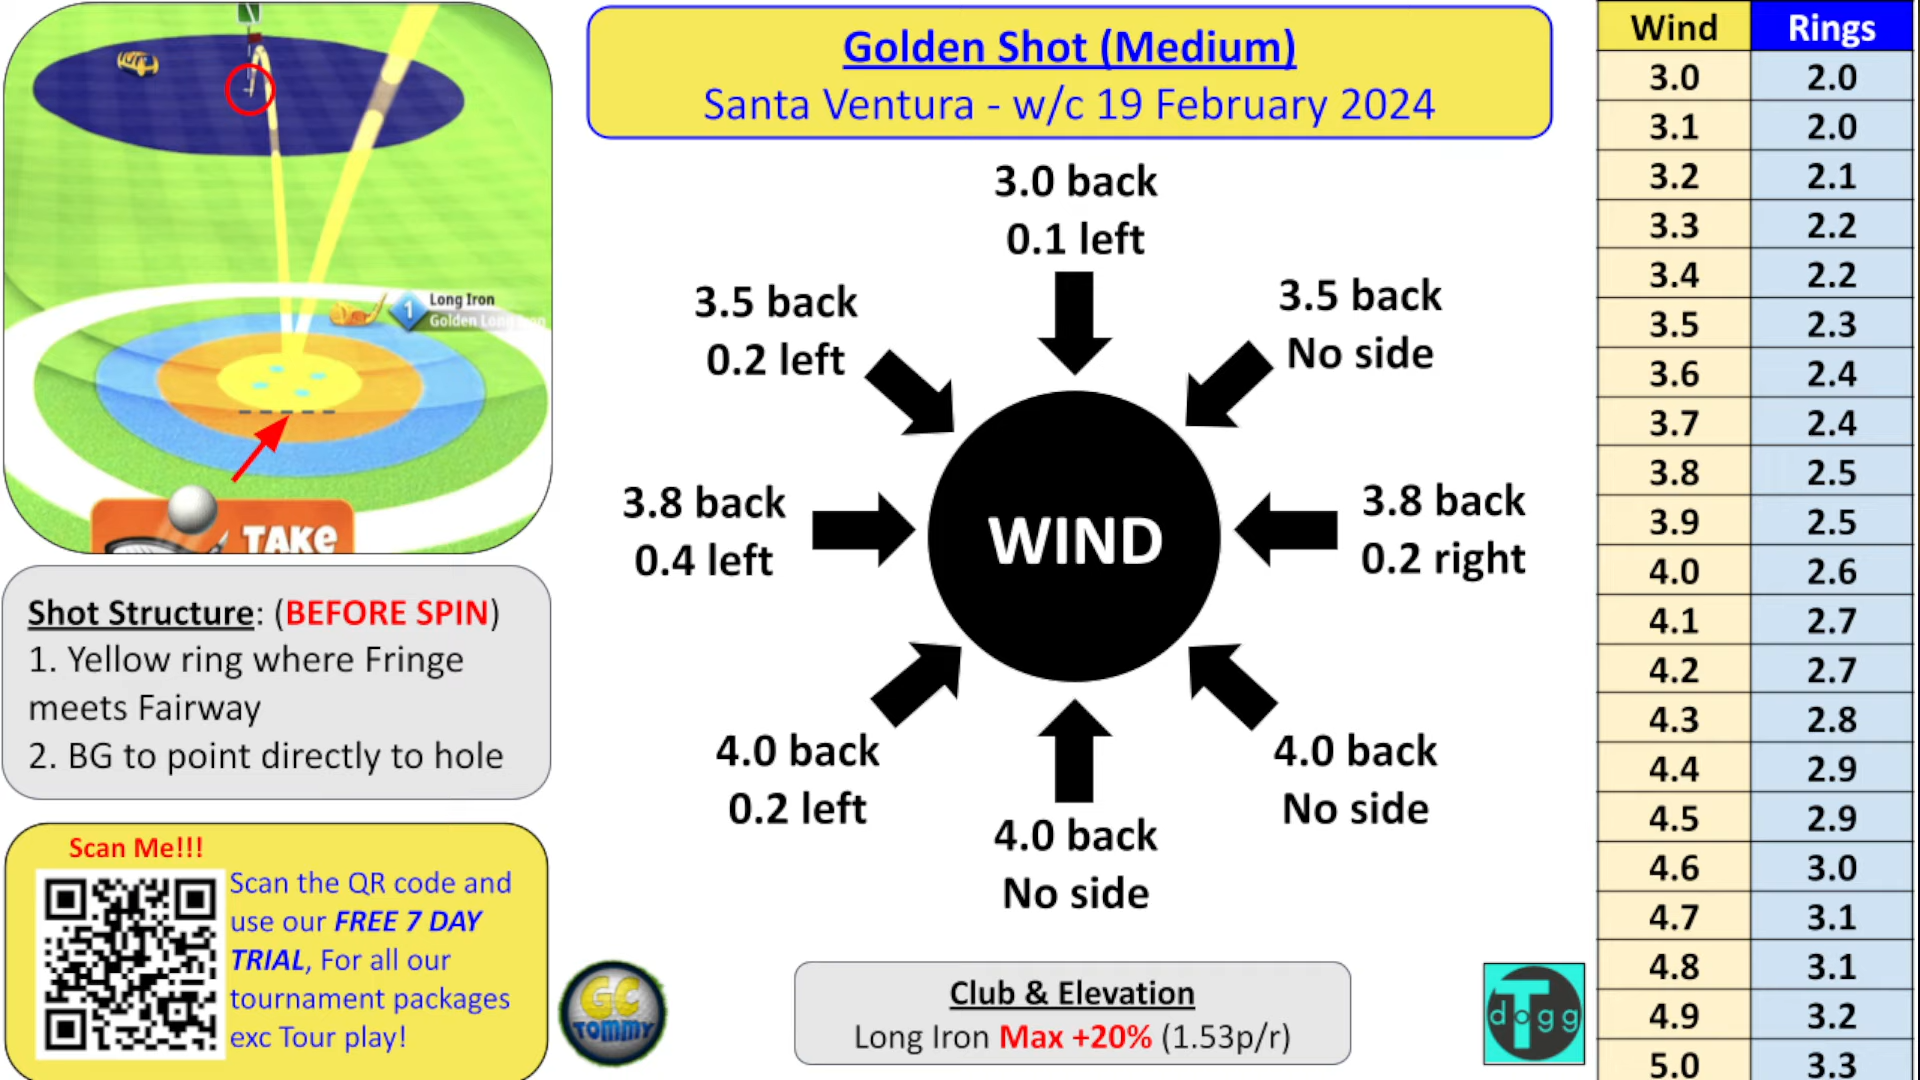 Golden Shot (Medium)
Santa Ventura - w/c 19 February 2024
1
Long Iron
Golden Long Iron
TAKE
Shot Structure: (BEFORE SPIN)
1. Yellow ring where Fringe
meets Fairway
2. BG to point directly to hole
Scan Me!!!
Scan the QR code and
use our FREE 7 DAY
TRIAL, For all our
tournament packages
exc Tour play!
3.0 back
0.1 left
3.5 back
0.2 left
3.5 back
No side
3.8 back
0.4 left
WIND
3.8 back
0.2 right
4.0 back
0.2 left
4.0 back
No side
4.0 back
No side
GC
TOMMY
Club & Elevation
Long Iron Max +20% (1.53p/r)
T
dogg
Wind Rings
3.0 2.0
3.1 2.0
3.2 2.1
3.3 2.2
3.4 2.2
3.5 2.3
3.6 2.4
3.7 2.4
3.8 2.5
3.9 2.5
4.0 2.6
4.1 2.7
4.2 2.7
4.3 2.8
4.4 2.9
4.5 2.9
4.6 3.0
4.7 3.1
4.8 3.1
4.9 3.2
5.0 3.3